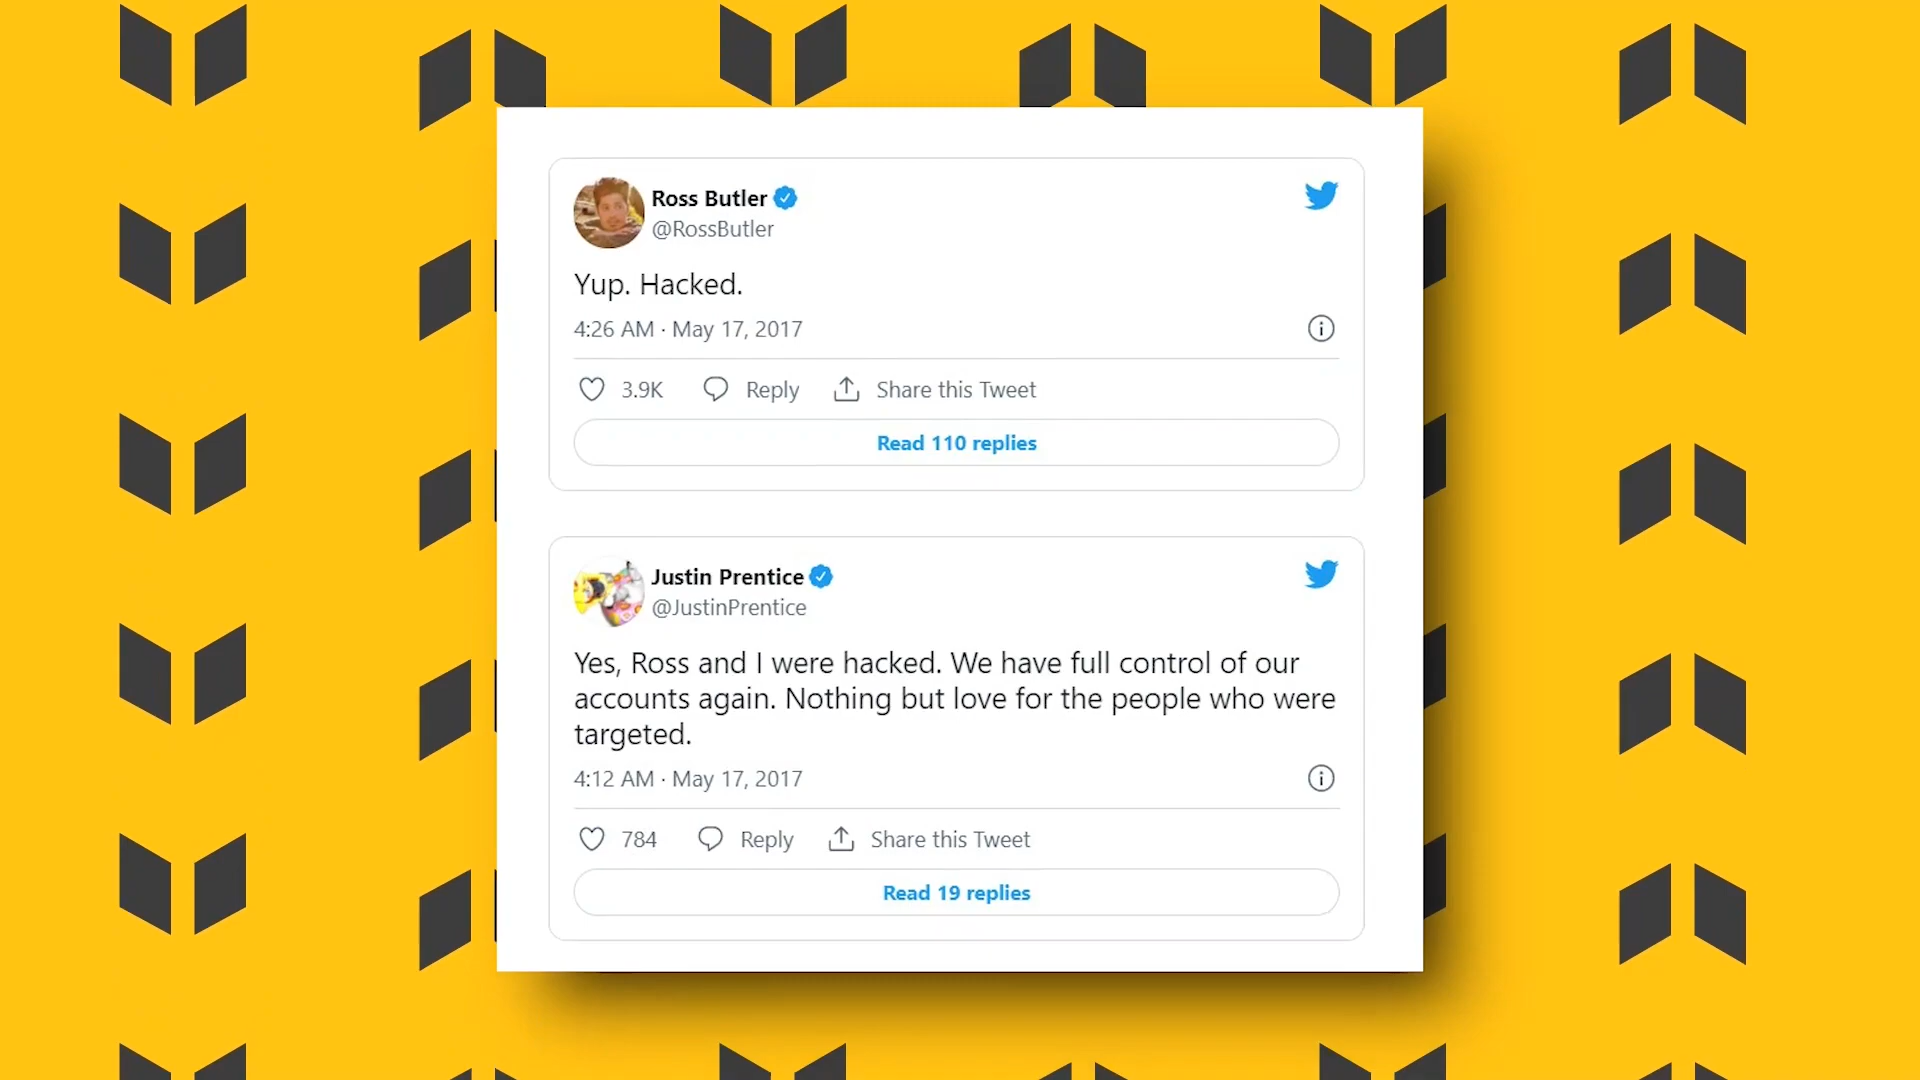 Ross Butler
@RossButler
Yup. Hacked.
4:26 AM · May 17, 2017
3.9K Reply Share this Tweet
Read 110 replies
Justin Prentice
@JustinPrentice
Yes, Ross and I were hacked. We have full control of our
accounts again. Nothing but love for the people who were
targeted.
4:12 AM · May 17, 2017
784 Reply Share this Tweet
Read 19 replies